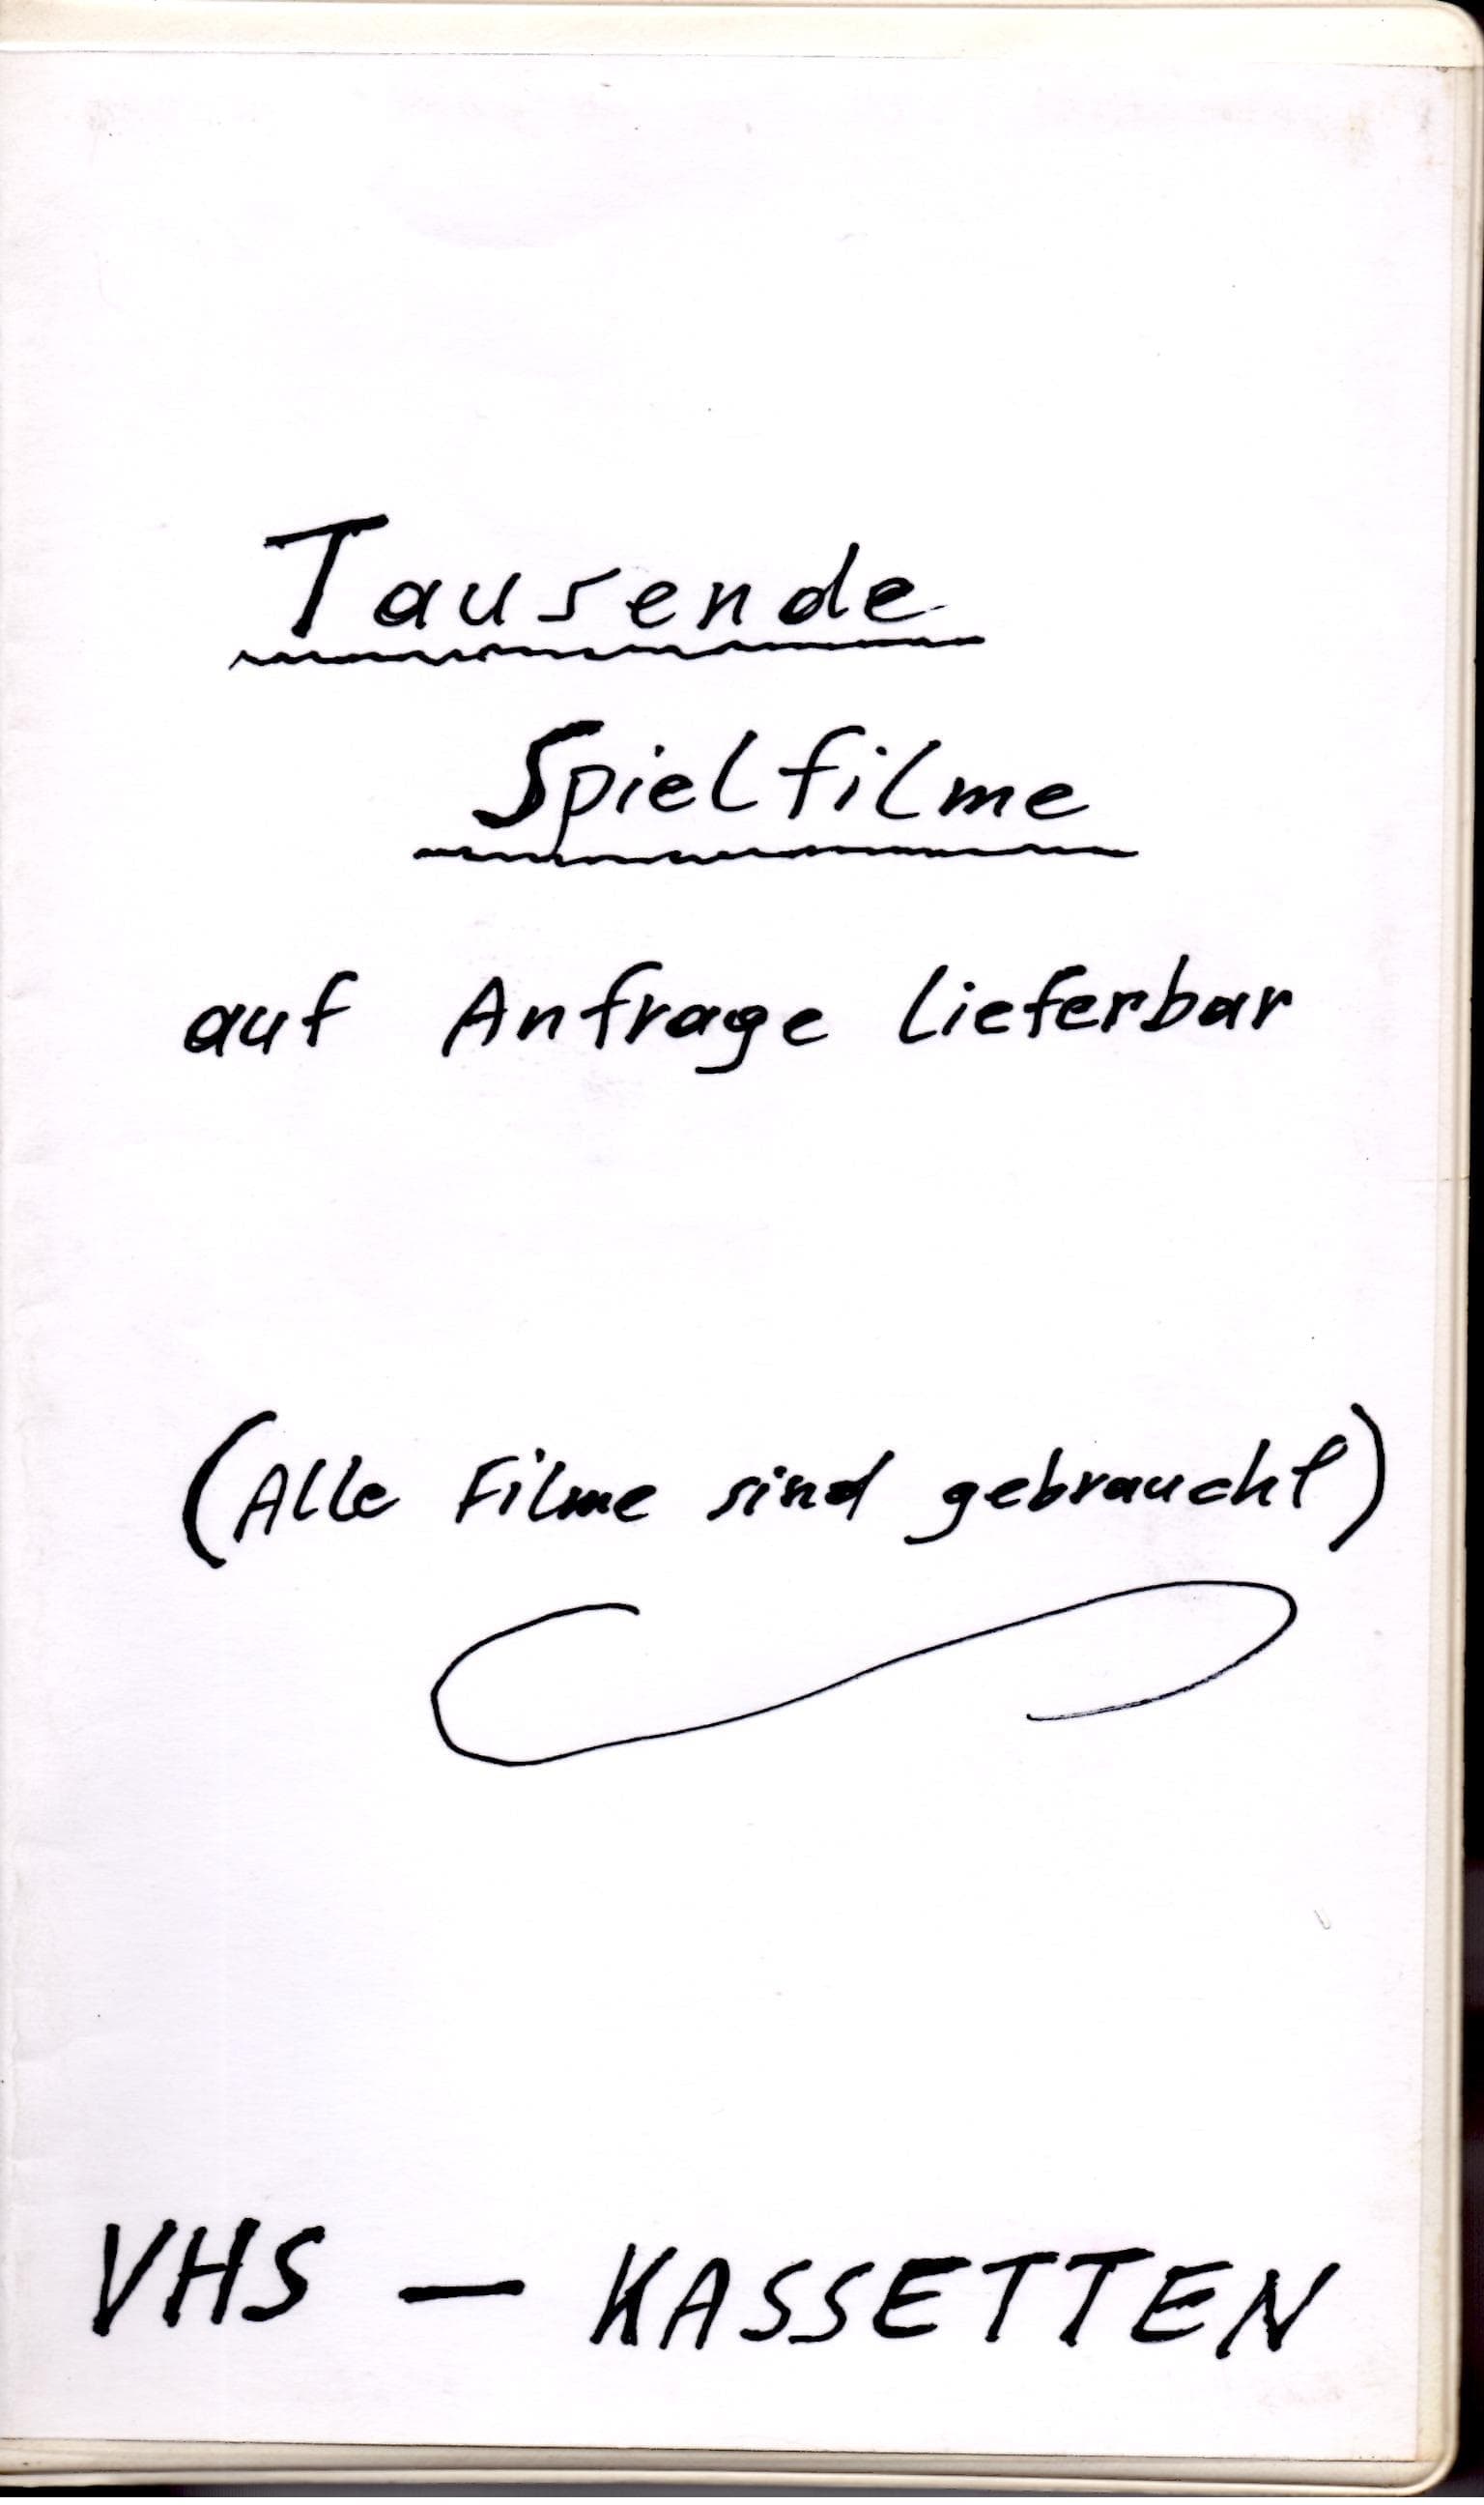 Tausende
Spielfilme
auf Anfrage lieferbar
(Alle Filme sind gebraucht)
VHS — KASSETTEN